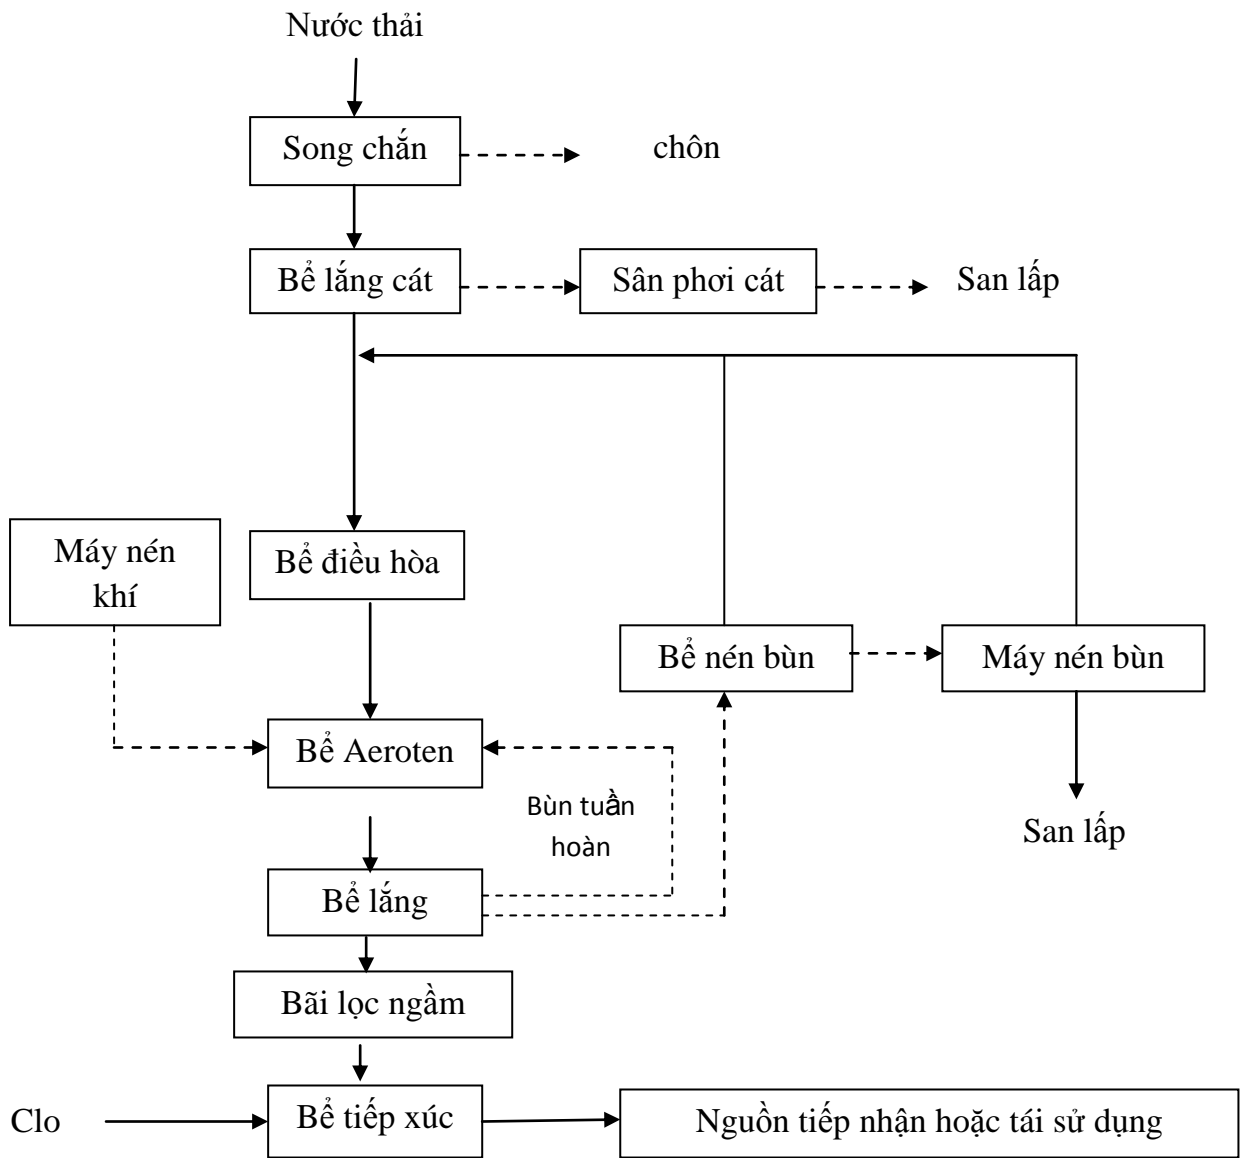 Nước thải
Song chắn
chôn
Bể lắng cát
Sân phơi cát
San lấp
Máy nén
khí
Bể điều hòa
Bể nén bùn
Máy nén bùn
Bể Aeroten
Bùn tuần
hoàn
San lấp
Bể lắng
Bãi lọc ngầm
Clo
Bể tiếp xúc
Nguồn tiếp nhận hoặc tái sử dụng